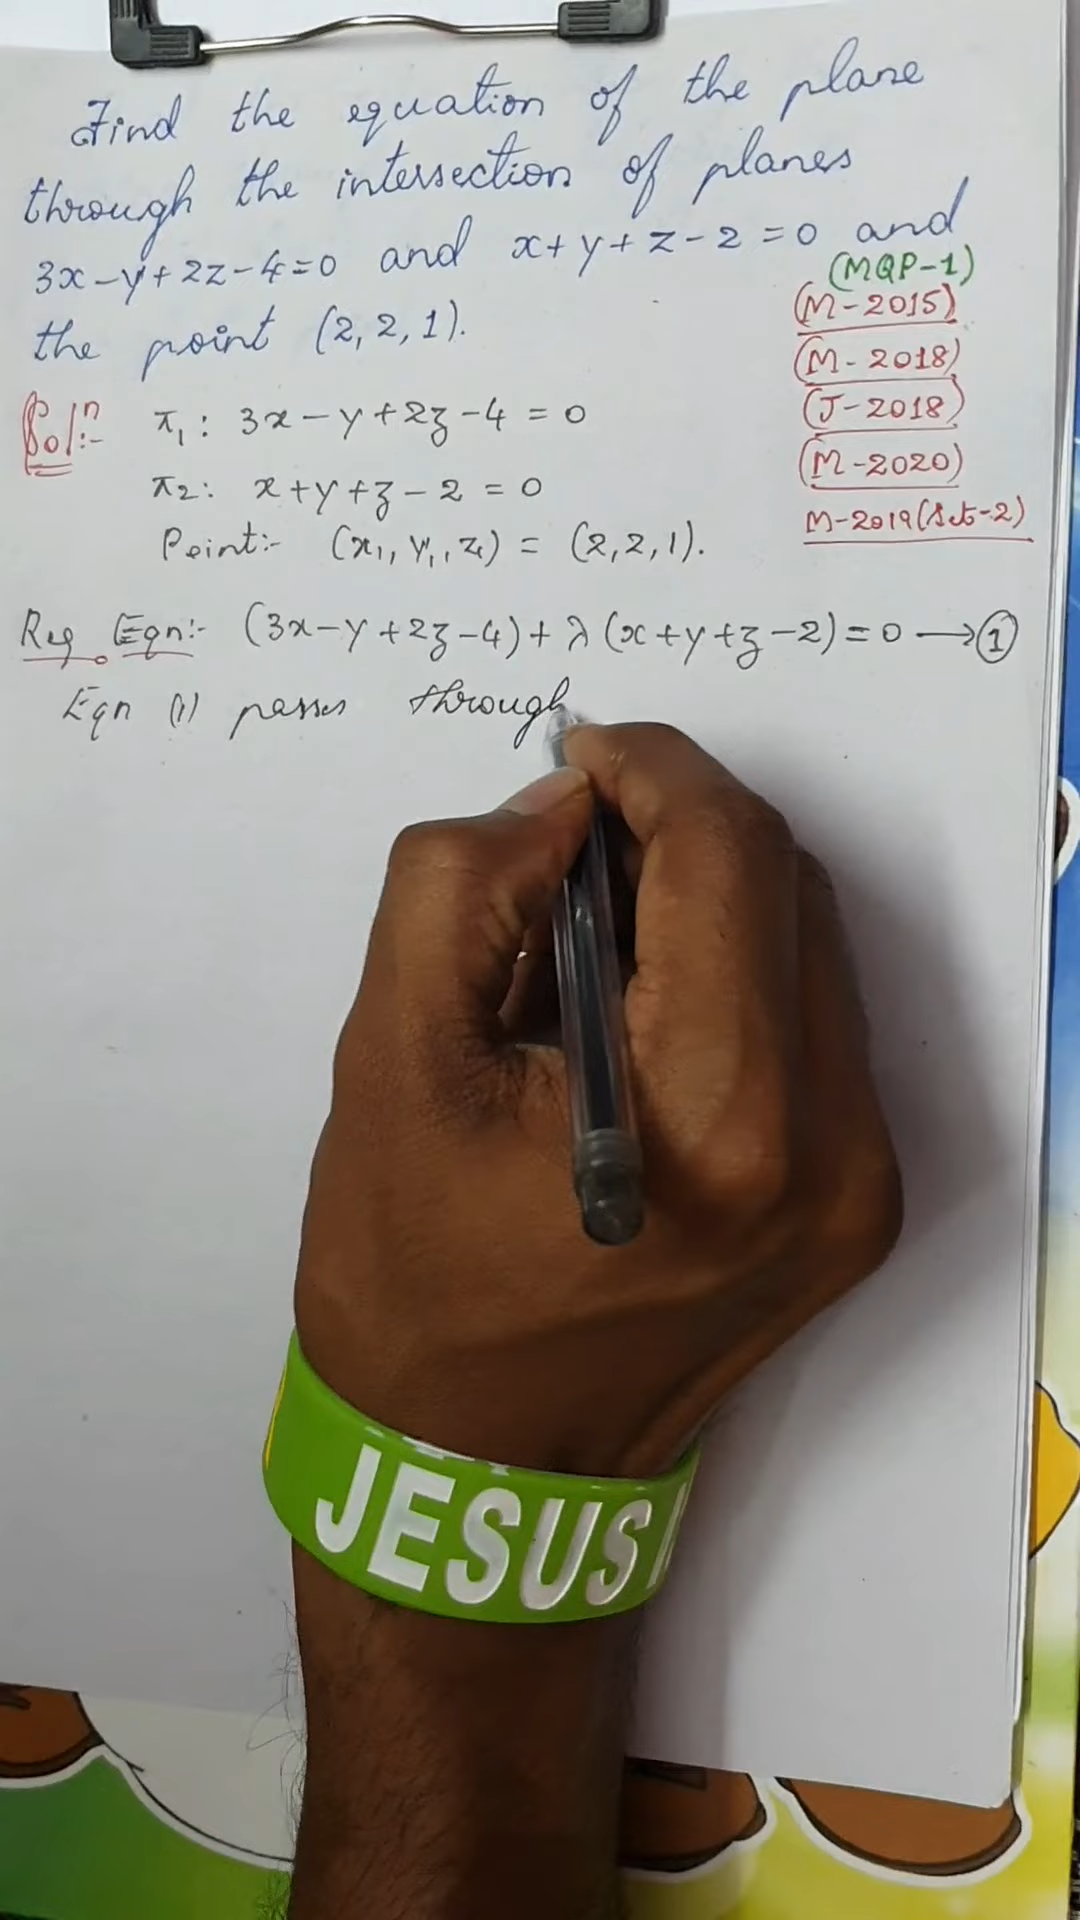 Find the equation of the plane
through the intersection of planes
3x-y+2z-4=0 and x+y+z-2=0 and
the point (2,2,1).
(MQP-1)
(M-2015)
(M-2018)
(J-2018)
(M-2020)
M-2019(Set-2)
Solⁿ:-
π₁: 3x-y+2z-4=0
π₂: x+y+z-2=0
Point:- (x₁, y₁, z₁) = (2,2,1).
Req. Eqn:- (3x-y+2z-4)+λ(x+y+z-2)=0 →①
Eqn (1) passes through
JESUS